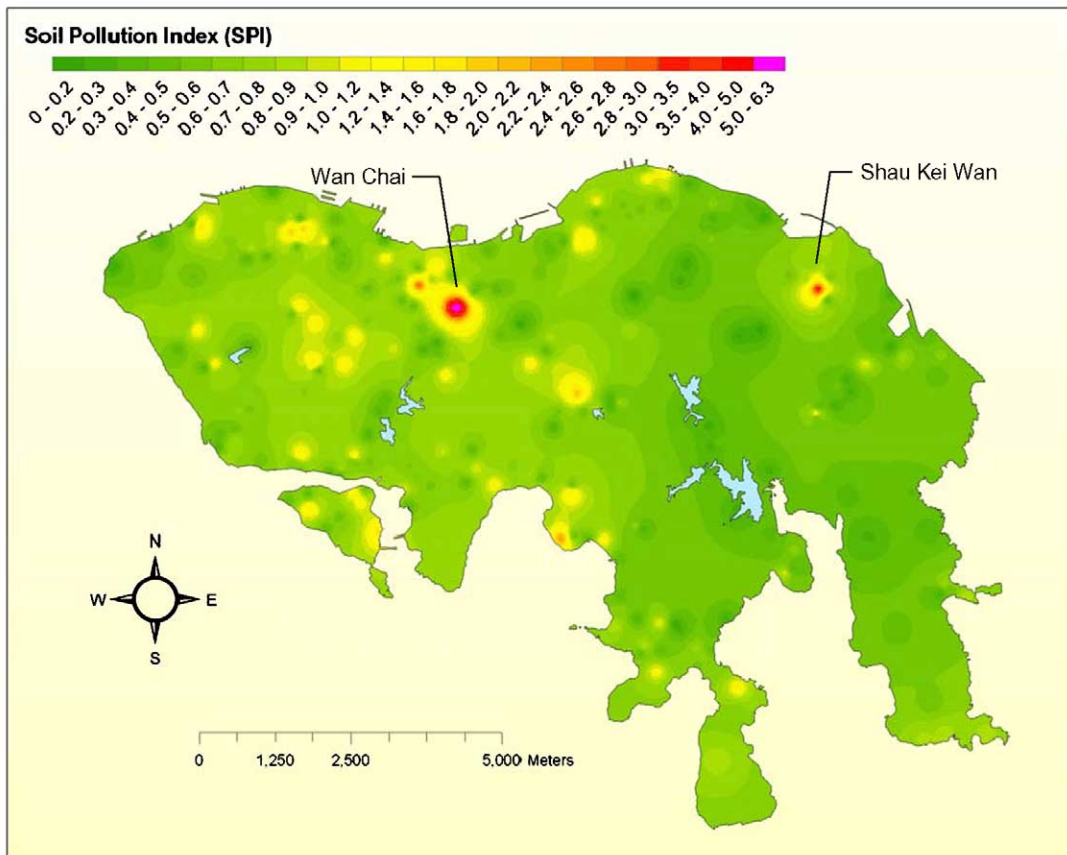 Soil Pollution Index (SPI)
0 - 0.2
0.2 - 0.3
0.3 - 0.4
0.4 - 0.5
0.5 - 0.6
0.6 - 0.7
0.7 - 0.8
0.8 - 0.9
0.9 - 1.0
1.0 - 1.2
1.2 - 1.4
1.4 - 1.6
1.6 - 1.8
1.8 - 2.0
2.0 - 2.2
2.2 - 2.4
2.4 - 2.6
2.6 - 2.8
2.8 - 3.0
3.0 - 3.5
3.5 - 4.0
4.0 - 5.0
5.0 - 6.3
Wan Chai
Shau Kei Wan
N
W E
S
0 1,250 2,500 5,000 Meters